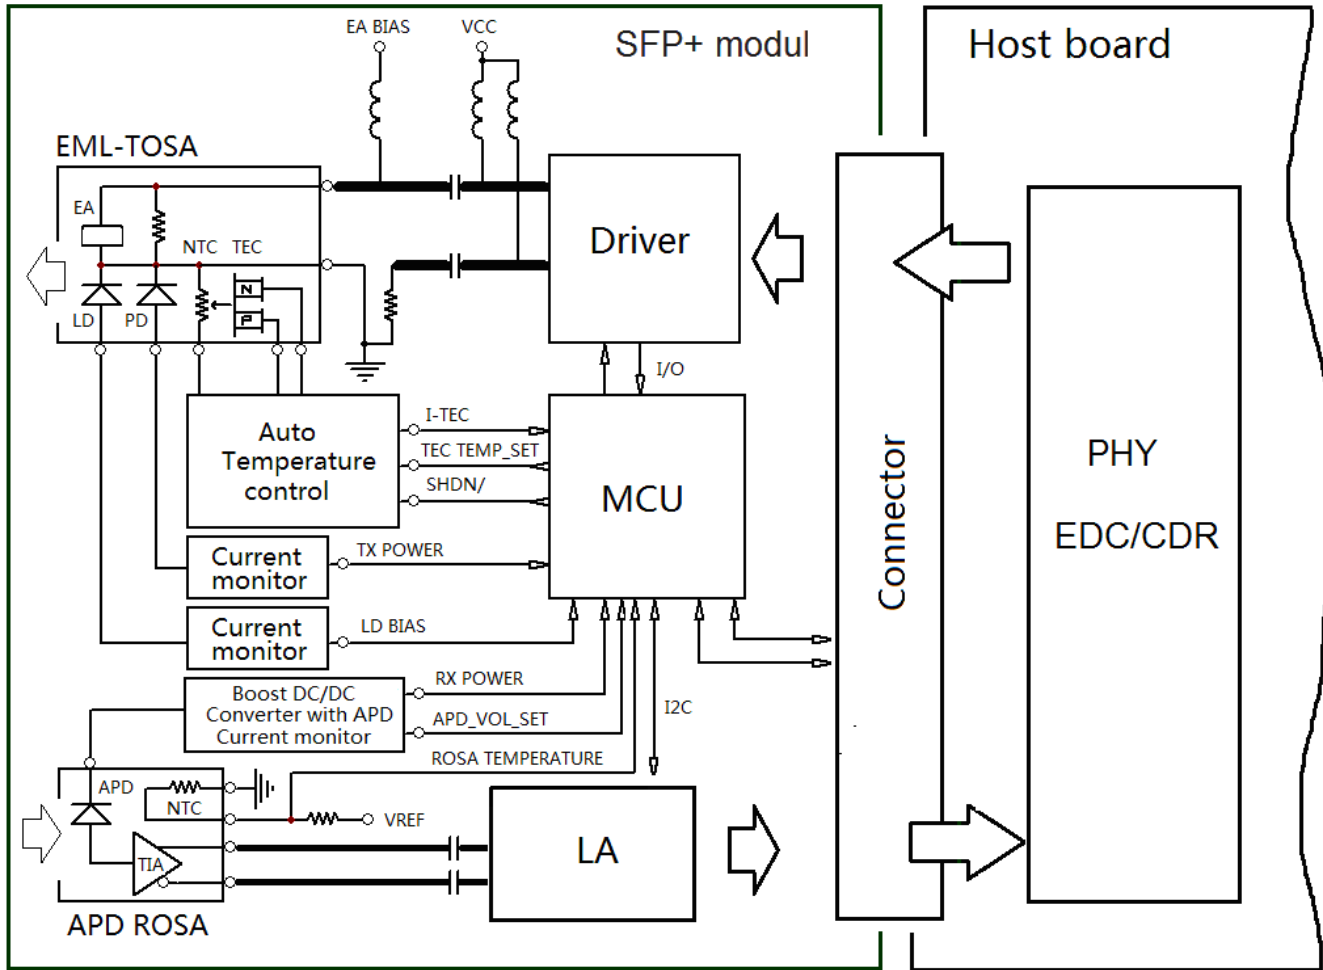 EA BIAS
VCC
SFP+ modul
Host board
EML-TOSA
EA
NTC TEC
N
P
LD
PD
Driver
I/O
Auto
Temperature
control
I-TEC
TEC TEMP_SET
SHDN/
MCU
Connector
PHY
EDC/CDR
Current
monitor
TX POWER
Current
monitor
LD BIAS
Boost DC/DC
Converter with APD
Current monitor
RX POWER
APD_VOL_SET
I2C
ROSA TEMPERATURE
APD
NTC
VREF
TIA
LA
APD ROSA